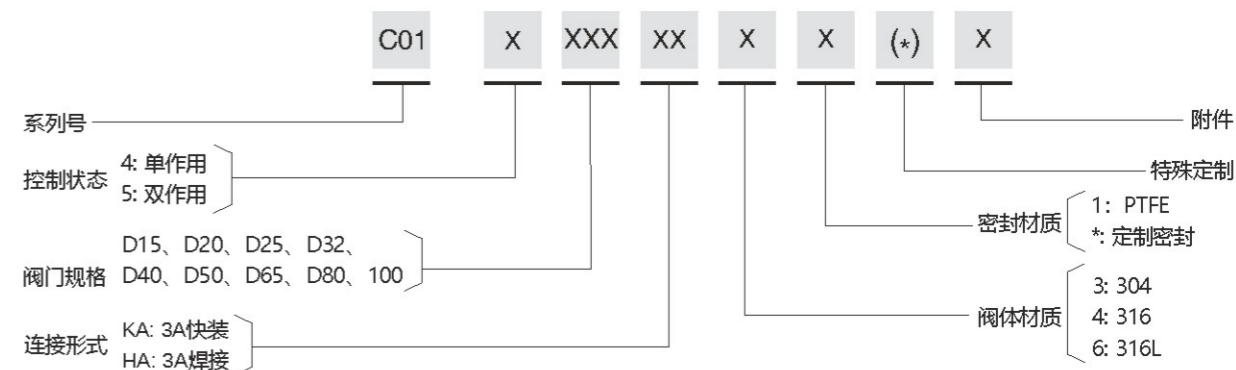 C01 X XXX XX X X (*) X
系列号
附件
控制状态
4: 单作用
5: 双作用
特殊定制
密封材质
1: PTFE
*: 定制密封
阀门规格
D15、D20、D25、D32、
D40、D50、D65、D80、100
阀体材质
3: 304
4: 316
6: 316L
连接形式
KA: 3A快装
HA: 3A焊接